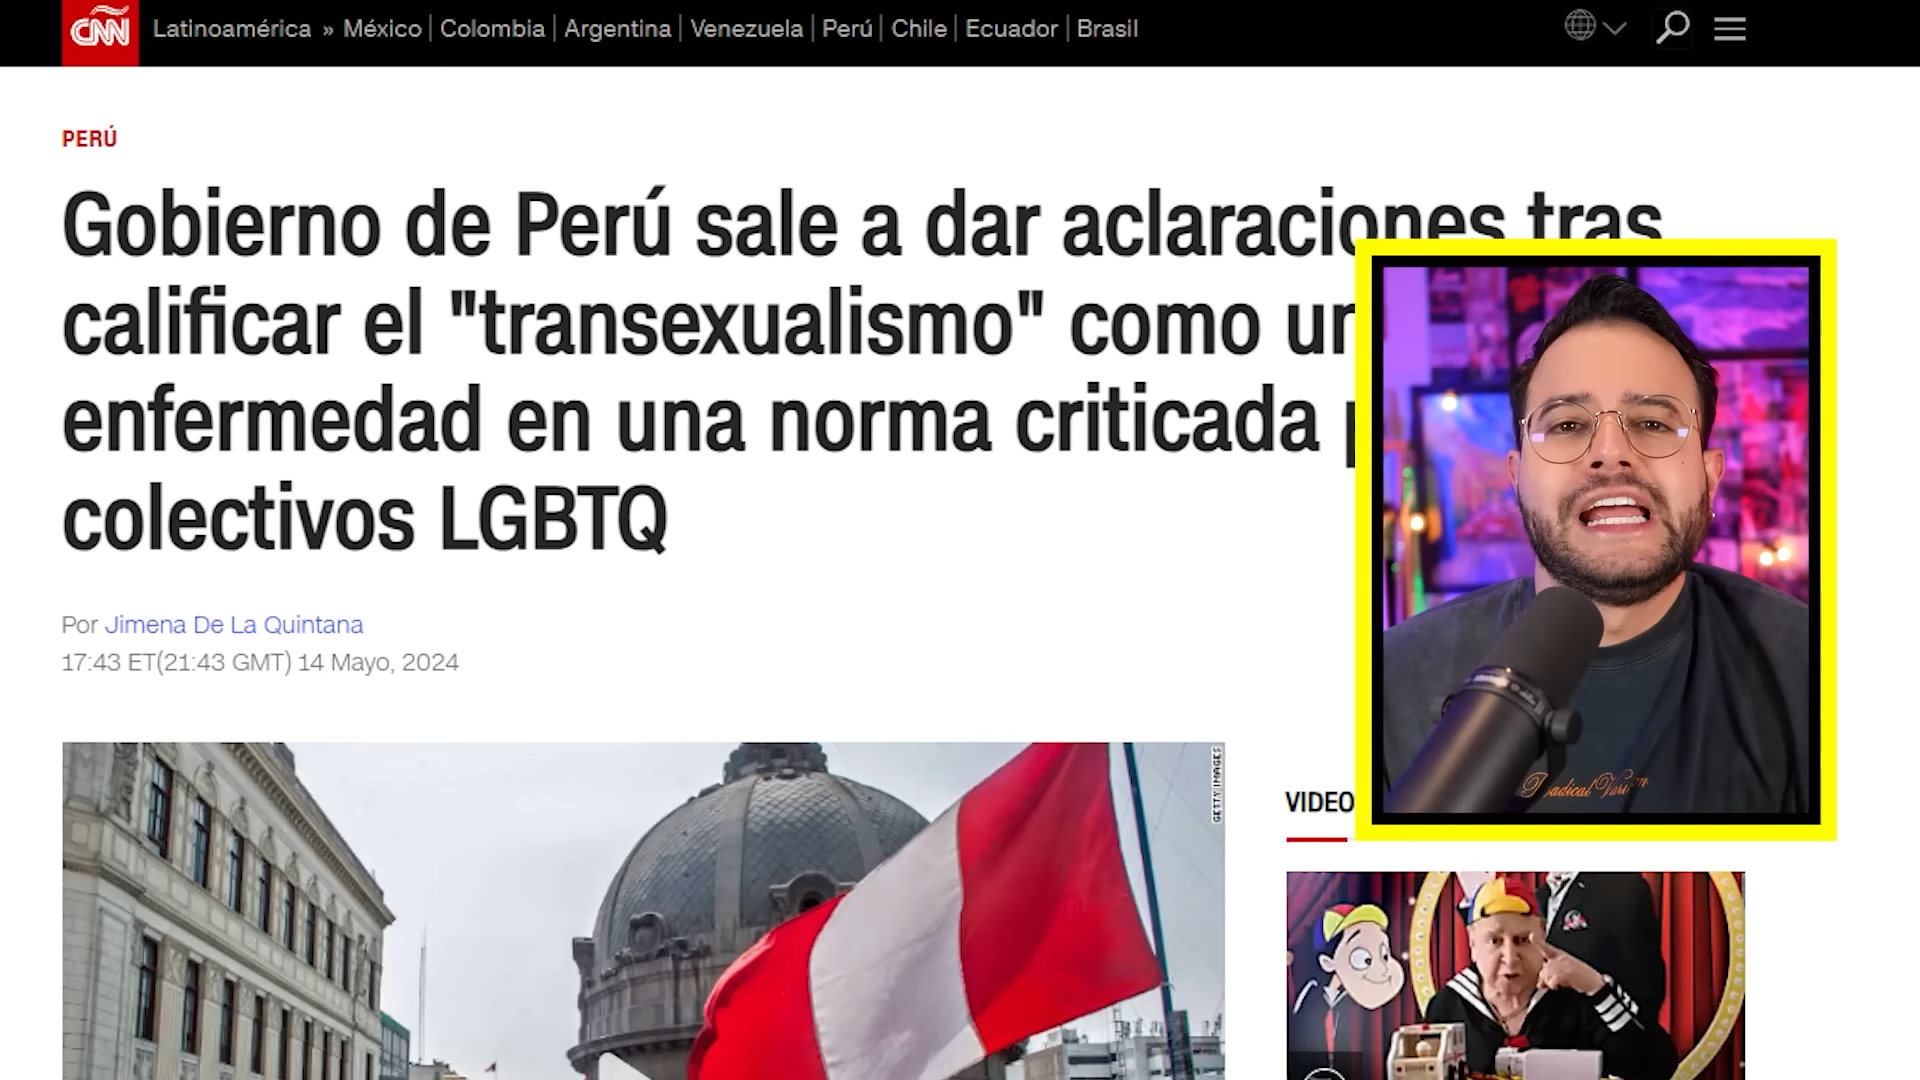 CNN
Latinoamérica » México | Colombia | Argentina | Venezuela | Perú | Chile | Ecuador | Brasil
PERÚ
Gobierno de Perú sale a dar aclaraciones tras
calificar el "transexualismo" como
enfermedad en una norma criticada
colectivos LGBTQ
Por Jimena De La Quintana
17:43 ET(21:43 GMT) 14 Mayo, 2024
GETTY IMAGES
VIDEO